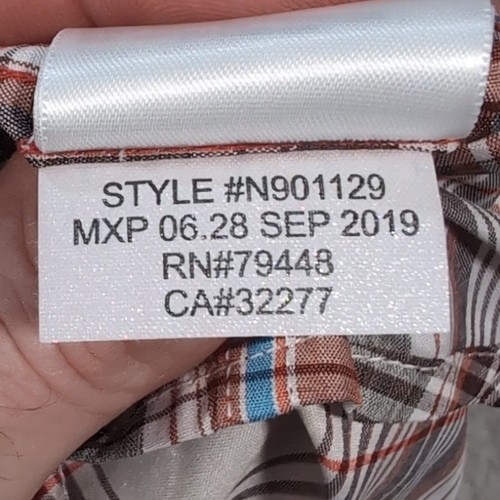 STYLE #N901129
MXP 06.28 SEP 2019
RN#79448
CA#32277